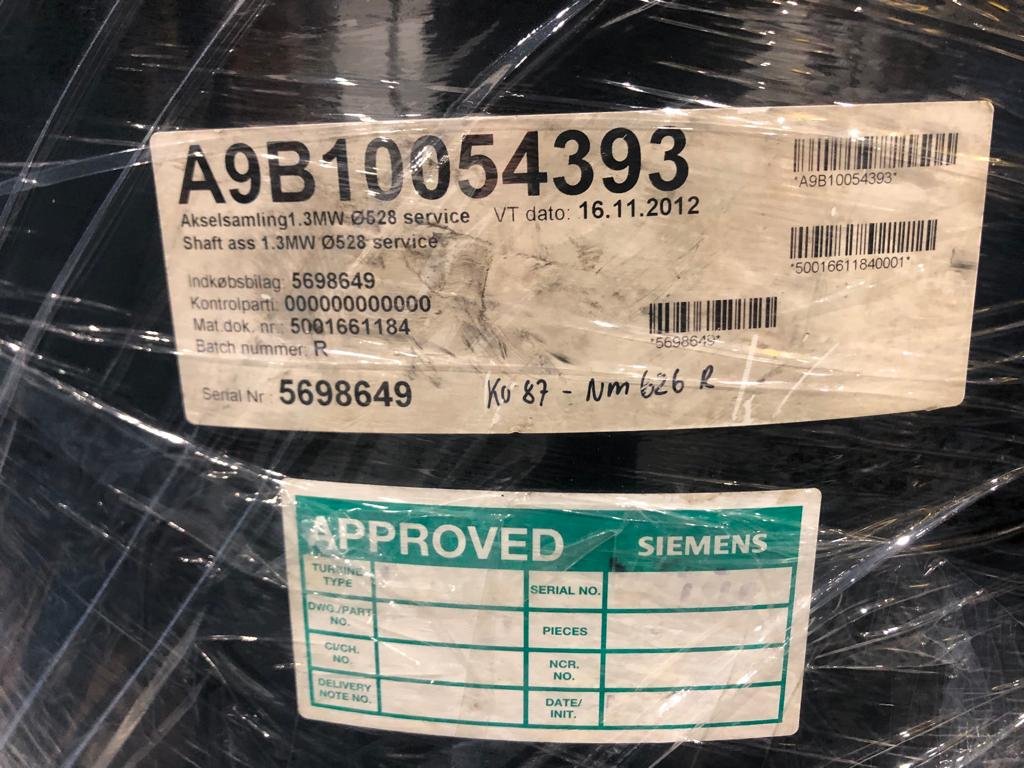 A9B10054393
*A9B10054393*
Akselsamling1.3MW Ø528 service VT dato: 16.11.2012
Shaft ass 1.3MW Ø528 service
*50016611840001*
Indkøbsbilag: 5698649
Kontrolparti: 000000000000
Mat.dok. nr.: 5001661184
*5698649*
Batch nummer: R
Serial Nr : 5698649
Ko 87 - Nm 626 R
APPROVED SIEMENS
TURBINE TYPE
SERIAL NO.
DWG./PART NO.
PIECES
CI/CH. NO.
NCR. NO.
DELIVERY NOTE NO.
DATE/ INIT.